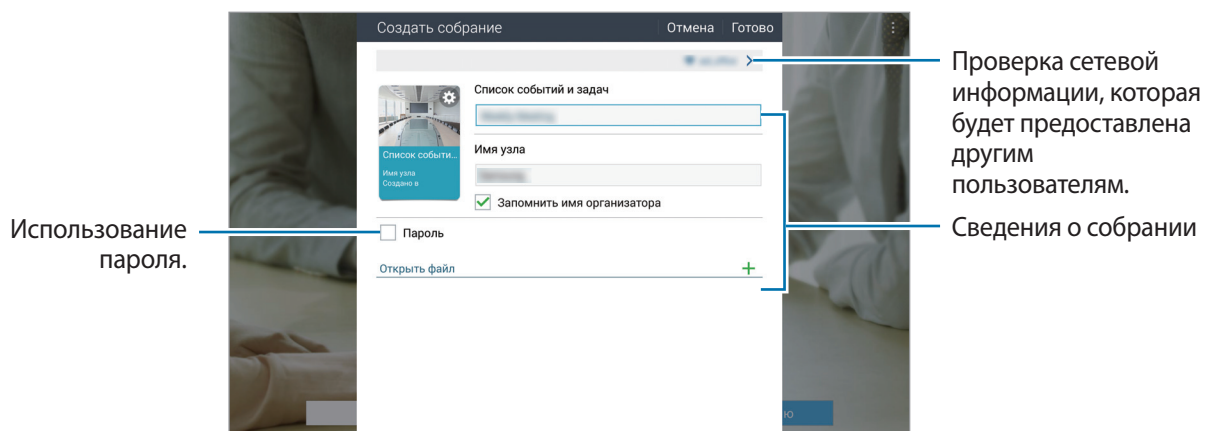 Создать собрание
Отмена
Готово
Список событий и задач
Список событи...
Имя узла
Создано в
Имя узла
Запомнить имя организатора
Пароль
Открыть файл
Использование
пароля.
Проверка сетевой
информации, которая
будет предоставлена
другим
пользователям.
Сведения о собрании
ю